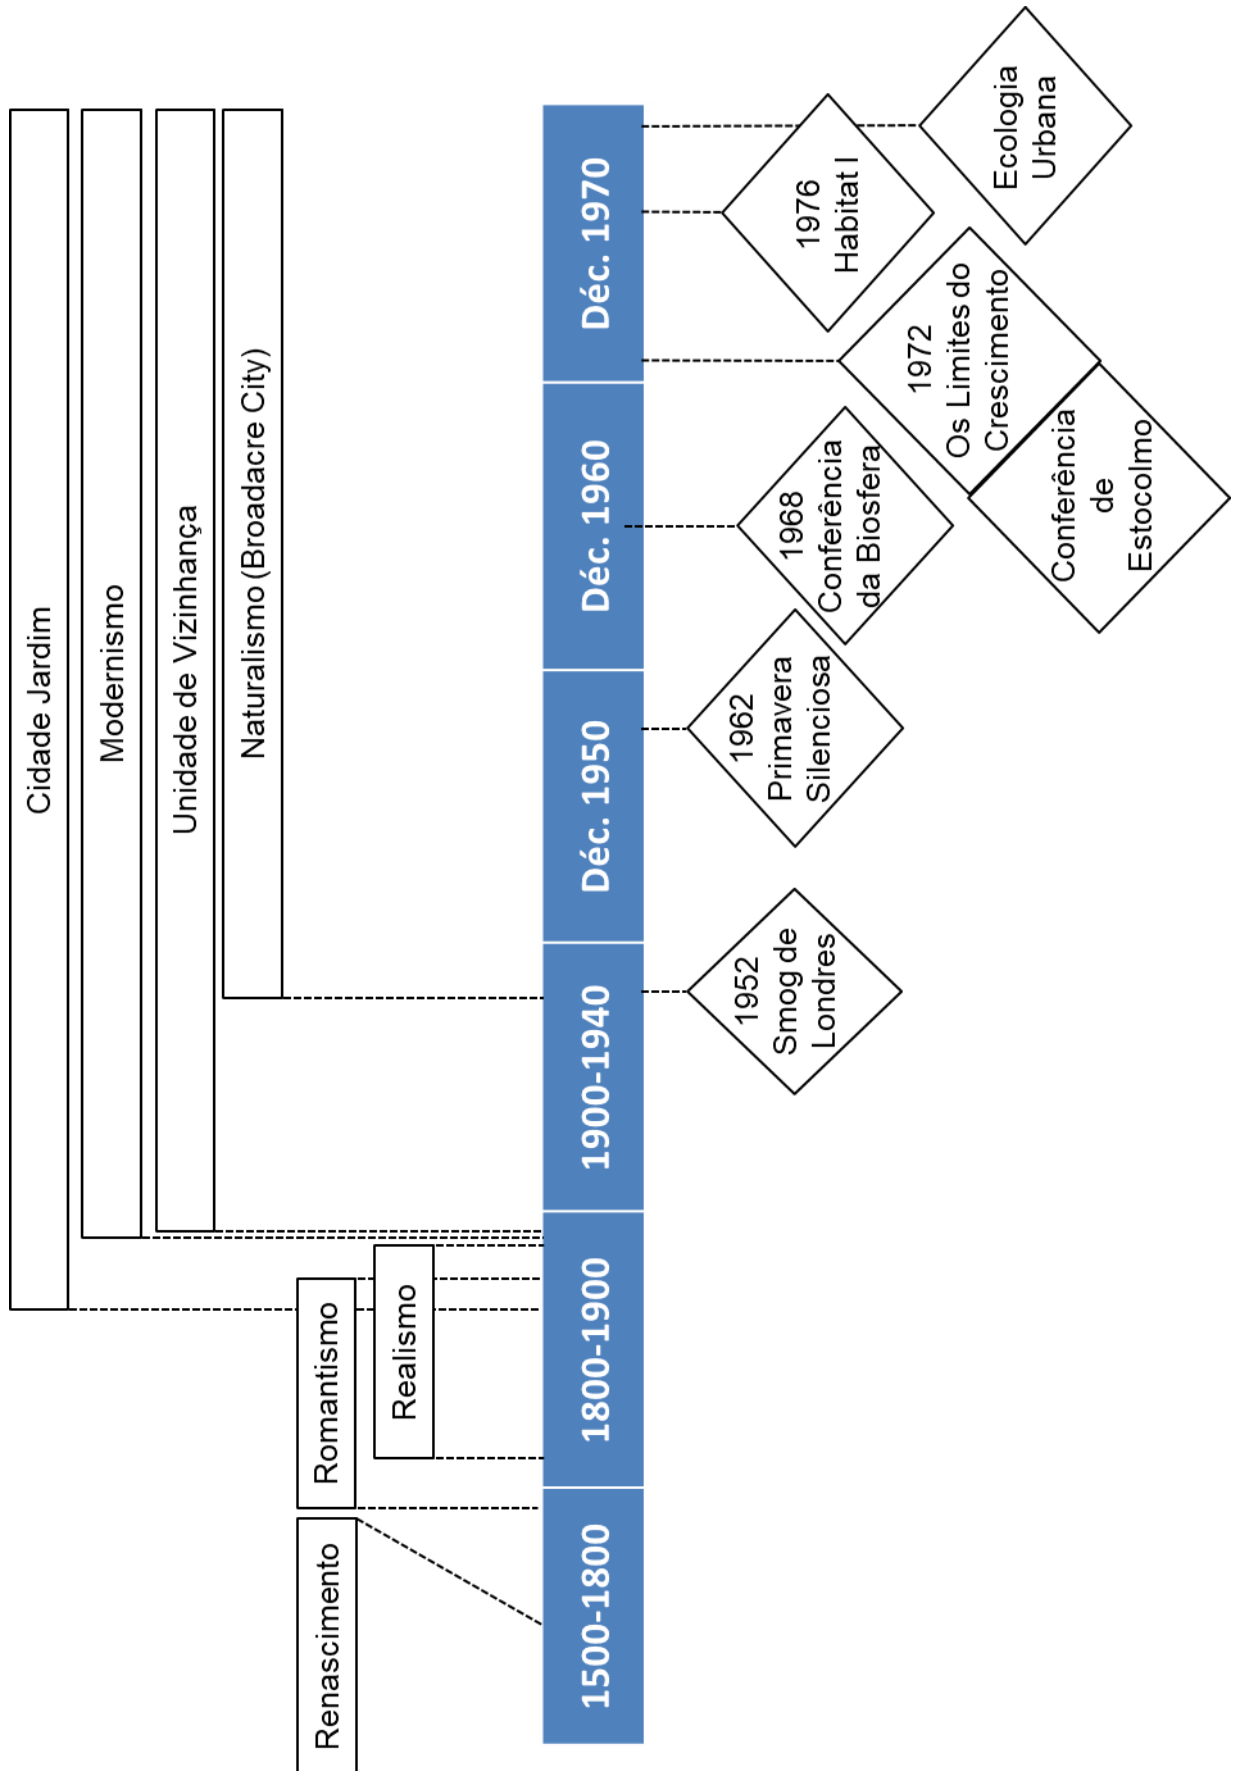 Cidade Jardim
Modernismo
Unidade de Vizinhança
Naturalismo (Broadacre City)
Renascimento
Romantismo
Realismo
1500-1800
1800-1900
1900-1940
Déc. 1950
Déc. 1960
Déc. 1970
1952
Smog de
Londres
1962
Primavera
Silenciosa
1968
Conferência
da Biosfera
1972
Os Limites do
Crescimento
Conferência
de
Estocolmo
1976
Habitat I
Ecologia
Urbana